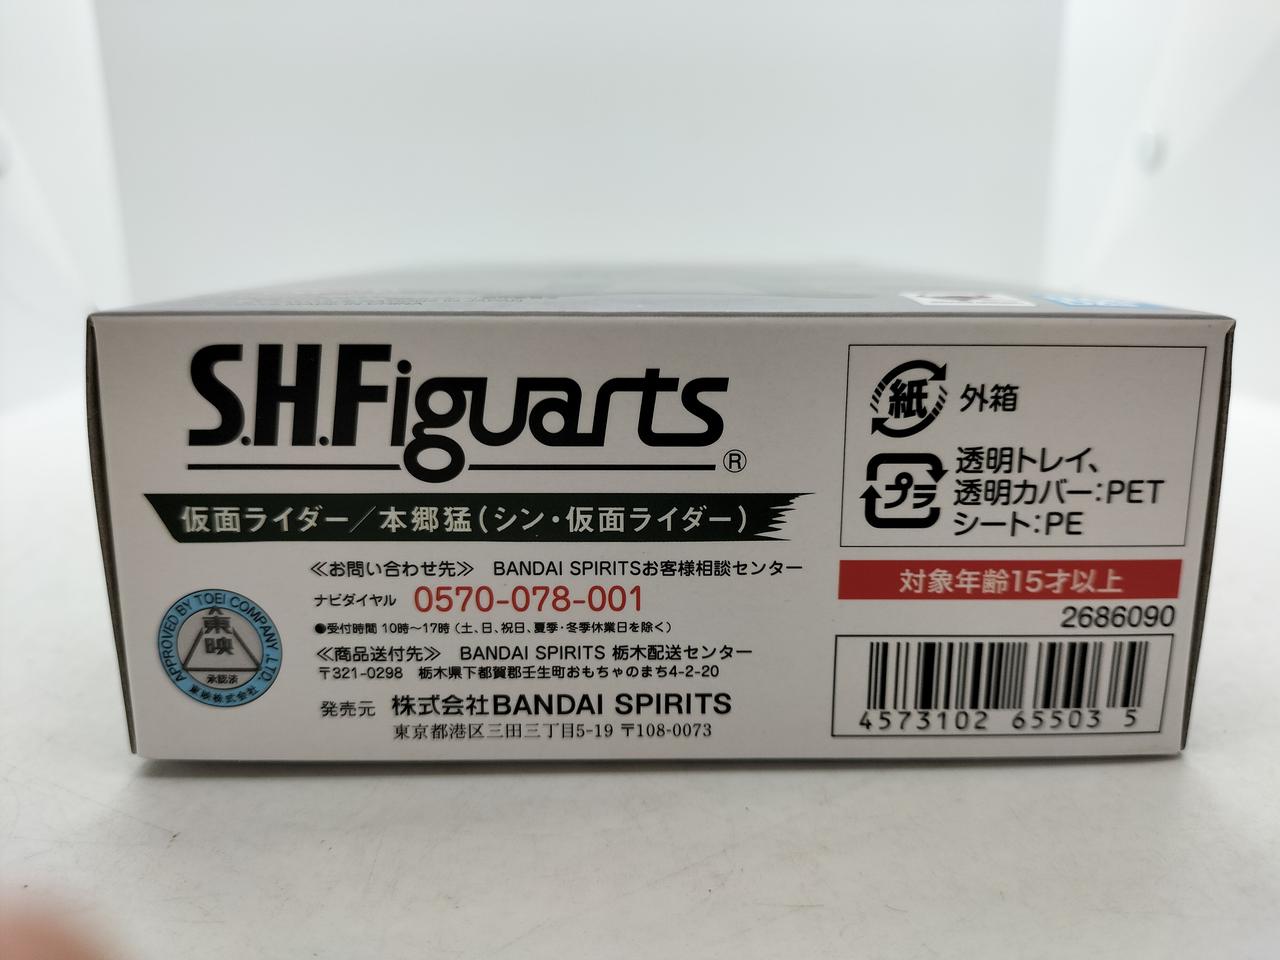 S.H.Figuarts®
仮面ライダー／本郷猛(シン・仮面ライダー)
≪お問い合わせ先≫ BANDAI SPIRITSお客様相談センター
ナビダイヤル 0570-078-001
●受付時間 10時～17時（土、日、祝日、夏季・冬季休業日を除く）
≪商品送付先≫ BANDAI SPIRITS 栃木配送センター
〒321-0298 栃木県下都賀郡壬生町おもちゃのまち4-2-20
発売元 株式会社BANDAI SPIRITS
東京都港区三田三丁目5-19 〒108-0073
APPROVED BY TOEI COMPANY, LTD.
東映
承認済
東映株式会社
紙 外箱
プラ 透明トレイ、
透明カバー：PET
シート：PE
対象年齢15才以上
2686090
4573102 65503 5